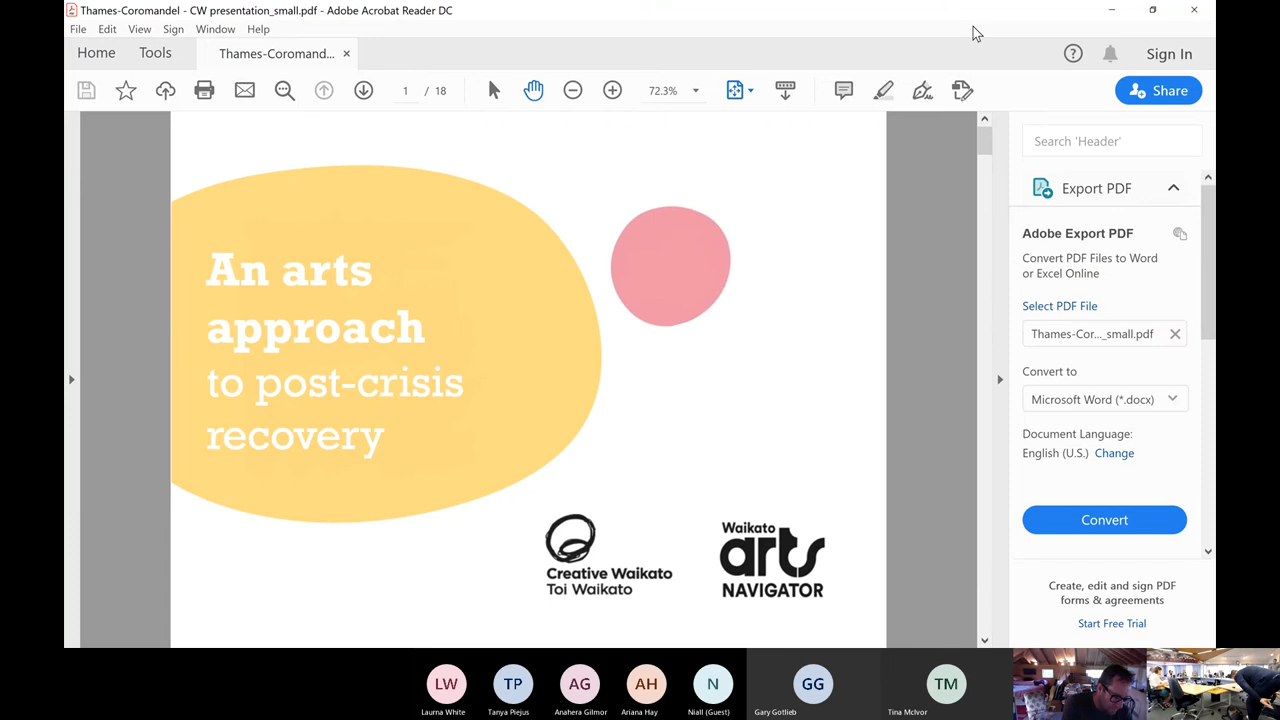 Thames-Coromandel - CW presentation_small.pdf - Adobe Acrobat Reader DC
File Edit View Sign Window Help
Home Tools Thames-Coromand... ×
? Sign In
1 / 18 72.3% Share
Search 'Header'
Export PDF
Adobe Export PDF
Convert PDF Files to Word
or Excel Online
Select PDF File
Thames-Cor..._small.pdf
Convert to
Microsoft Word (*.docx)
Document Language:
English (U.S.) Change
Convert
Create, edit and sign PDF
forms & agreements
Start Free Trial
An arts
approach
to post-crisis
recovery
Creative Waikato
Toi Waikato
Waikato
arts
NAVIGATOR
LW TP AG AH N GG TM
Laurna White Tanya Piejus Anahera Gilmor Ariana Hay Niall (Guest) Gary Gotlieb Tina McIvor